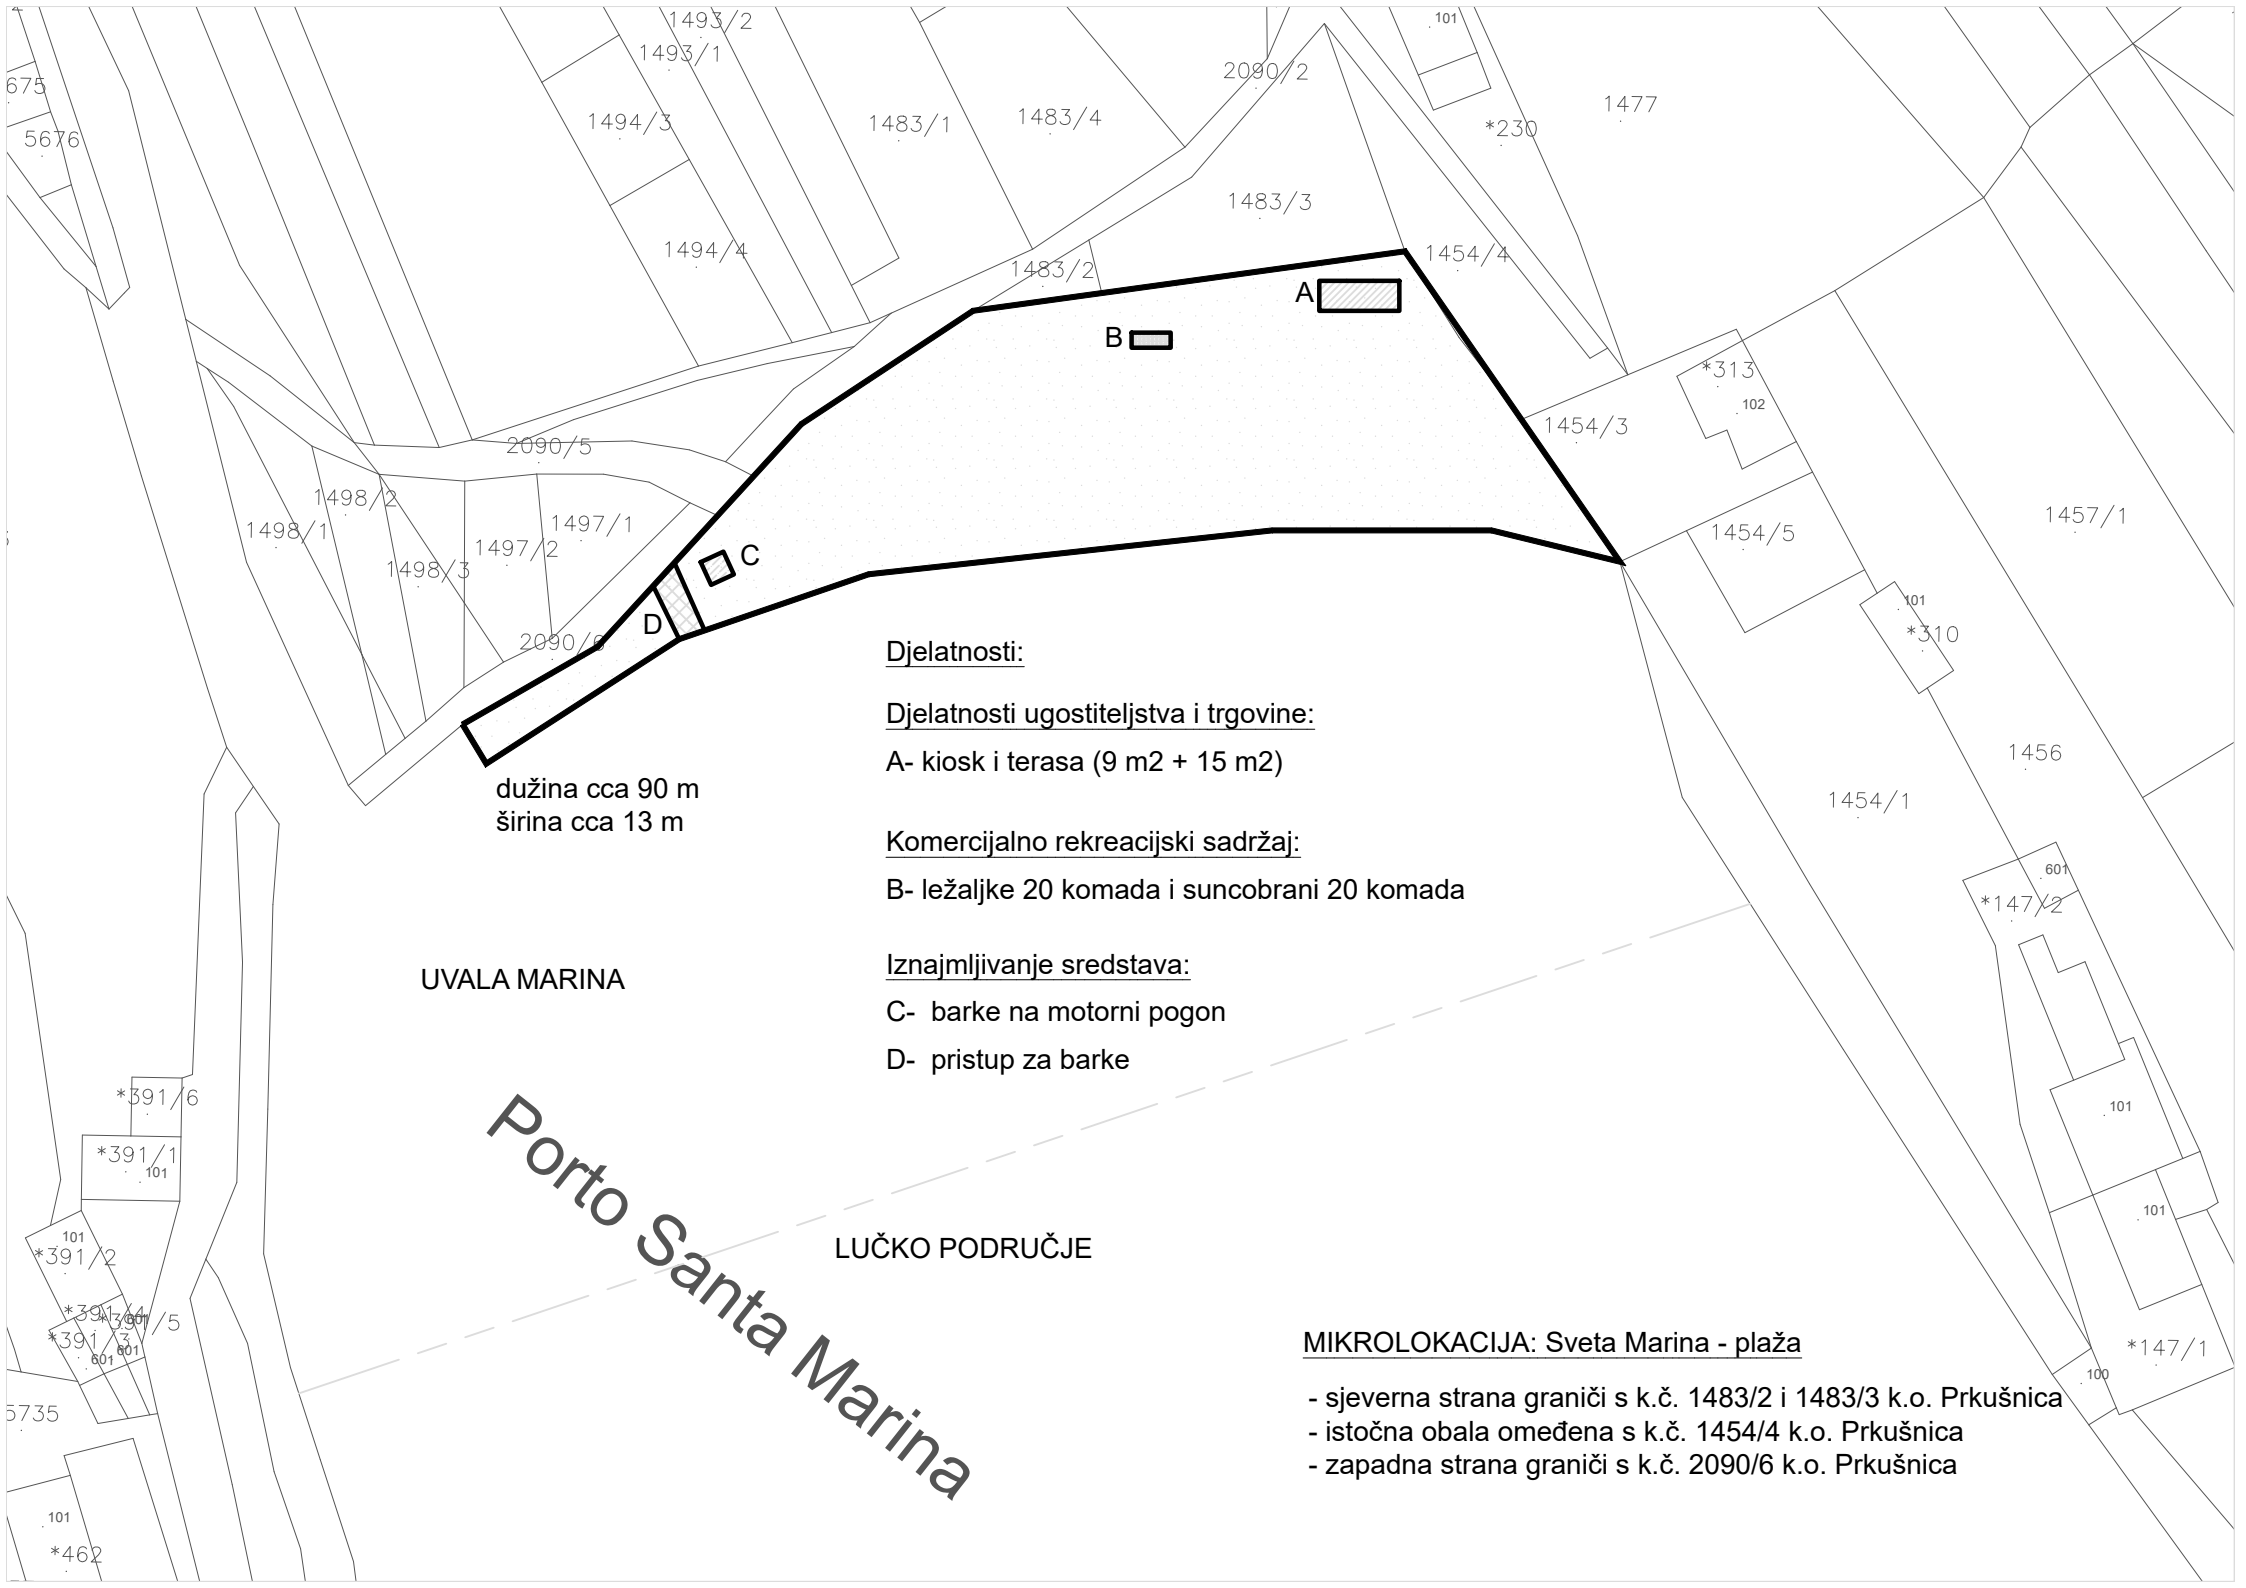 1493/2
1493/1
101
2090/2
675
5676
1494/3
1483/1
1483/4
1477
*230
1483/3
1494/4
1483/2
1454/4
A
B
*313
102
2090/5
1454/3
1498/2
1498/1
1497/1
1497/2
1498/3
1457/1
1454/5
C
D
2090/6
101
*310
Djelatnosti:
Djelatnosti ugostiteljstva i trgovine:
A- kiosk i terasa (9 m2 + 15 m2)
dužina cca 90 m
širina cca 13 m
1456
1454/1
Komercijalno rekreacijski sadržaj:
B- ležaljke 20 komada i suncobrani 20 komada
601
*147/2
UVALA MARINA
Iznajmljivanje sredstava:
C- barke na motorni pogon
D- pristup za barke
*391/6
101
*391/1
101
Porto Santa Marina
101
101
*391/2
LUČKO PODRUČJE
*391/4
601
*391/5
*391/3
601
601
MIKROLOKACIJA: Sveta Marina - plaža
*147/1
100
- sjeverna strana graniči s k.č. 1483/2 i 1483/3 k.o. Prkušnica
- istočna obala omeđena s k.č. 1454/4 k.o. Prkušnica
- zapadna strana graniči s k.č. 2090/6 k.o. Prkušnica
5735
101
*462